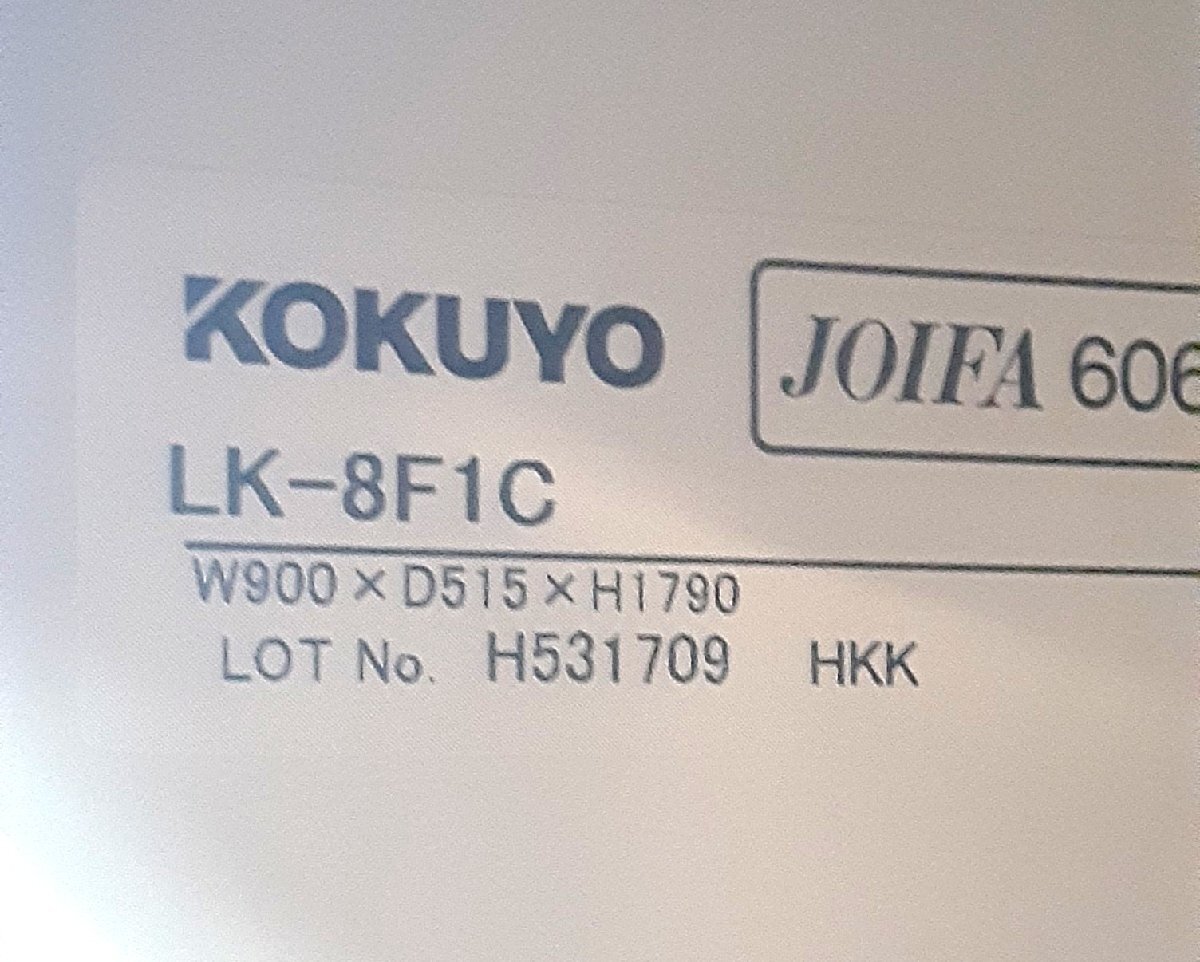 KOKUYO JOIFA 606
LK-8F1C
W900×D515×H1790
LOT No. H531709 HKK